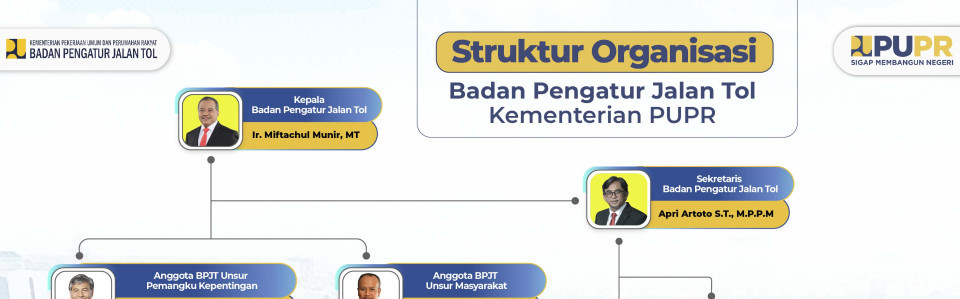 KEMENTERIAN PEKERJAAN UMUM DAN PERUMAHAN RAKYAT
BADAN PENGATUR JALAN TOL
Struktur Organisasi
Badan Pengatur Jalan Tol
Kementerian PUPR
PUPR
SIGAP MEMBANGUN NEGERI
Kepala
Badan Pengatur Jalan Tol
Ir. Miftachul Munir, MT
Sekretaris
Badan Pengatur Jalan Tol
Apri Artoto S.T., M.P.P.M
Anggota BPJT Unsur
Pemangku Kepentingan
Anggota BPJT
Unsur Masyarakat